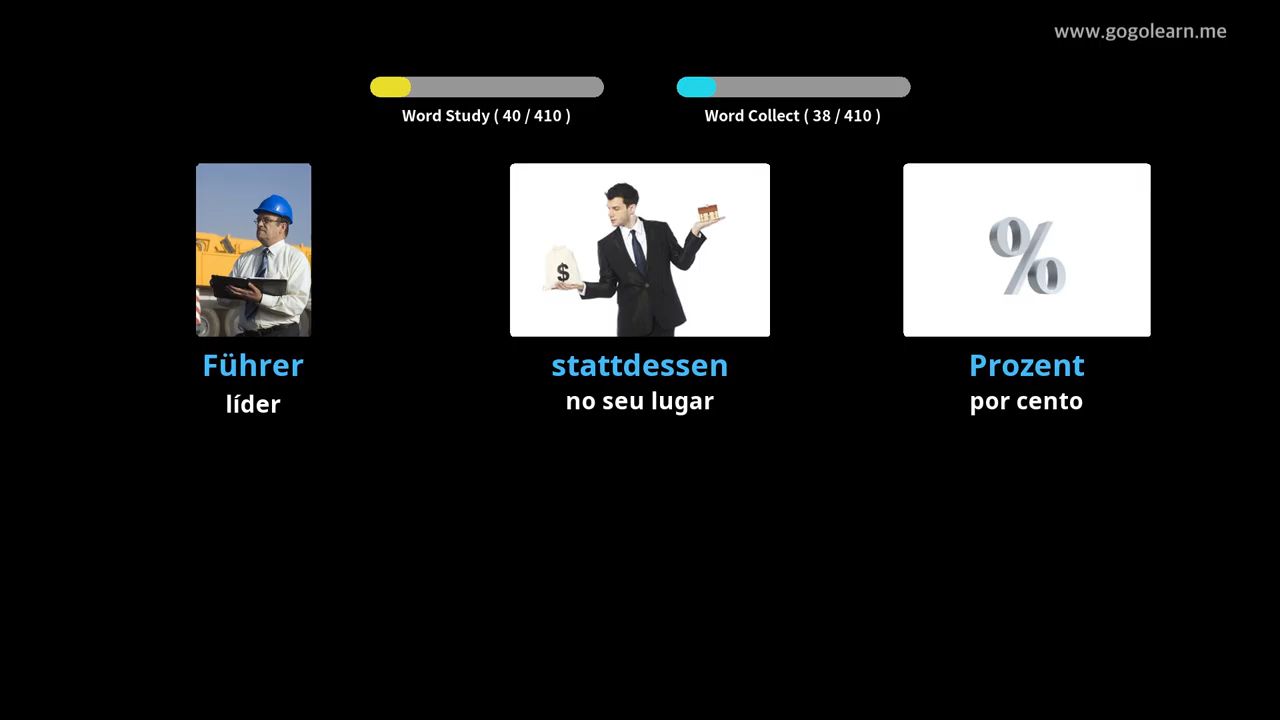 www.gogolearn.me
Word Study ( 40 / 410 )
Word Collect ( 38 / 410 )
$
%
Führer
líder
stattdessen
no seu lugar
Prozent
por cento